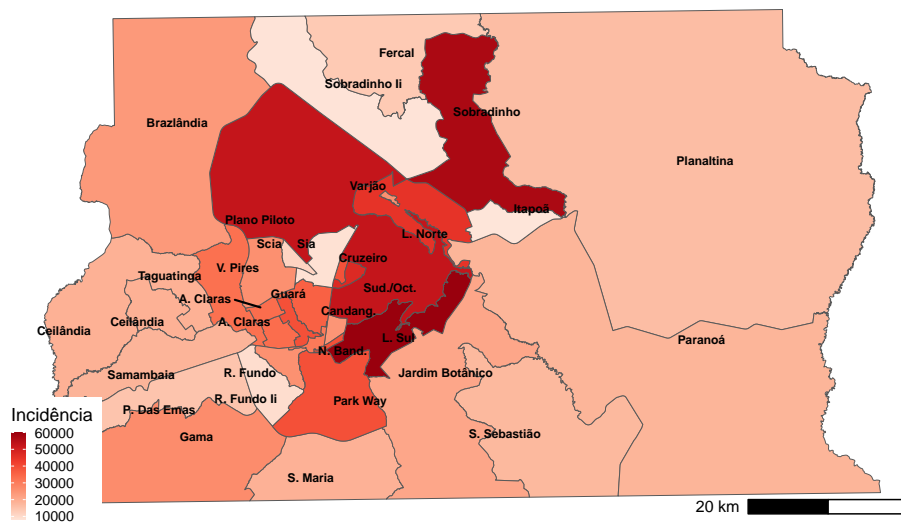 Fercal
Sobradinho Ii
Sobradinho
Brazlândia
Planaltina
Varjão
Itapoã
Plano Piloto
L. Norte
Scia
Sia
Cruzeiro
V. Pires
Taguatinga
Sud./Oct.
Guará
A. Claras
Candang.
A. Claras
Ceilândia
Ceilândia
L. Sul
Paranoá
N. Band.
R. Fundo
Jardim Botânico
Samambaia
R. Fundo Ii
Park Way
P. Das Emas
Gama
S. Sebastião
S. Maria
Incidência
60000
50000
40000
30000
20000
10000
20 km